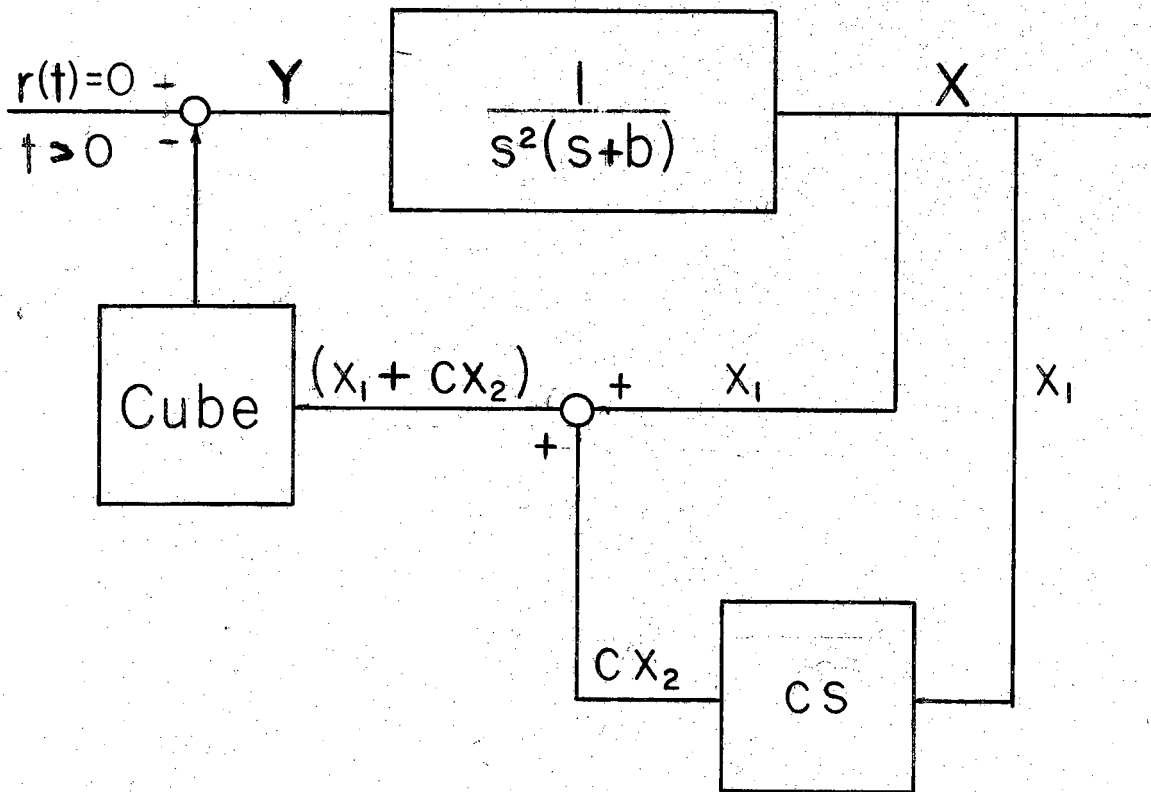 r(t)=0
t > 0
-
-
Y
1
s²(s+b)
X
Cube
(x₁ + cx₂)
+
+
x₁
x₁
cx₂
cs